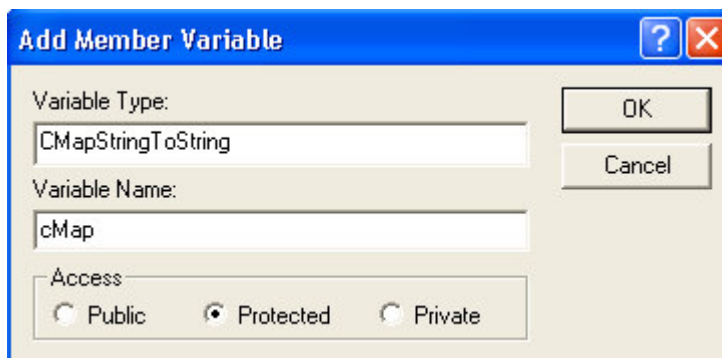 Add Member Variable
Variable Type:
OK
CMapStringToString
Cancel
Variable Name:
cMap
Access
Public Protected Private